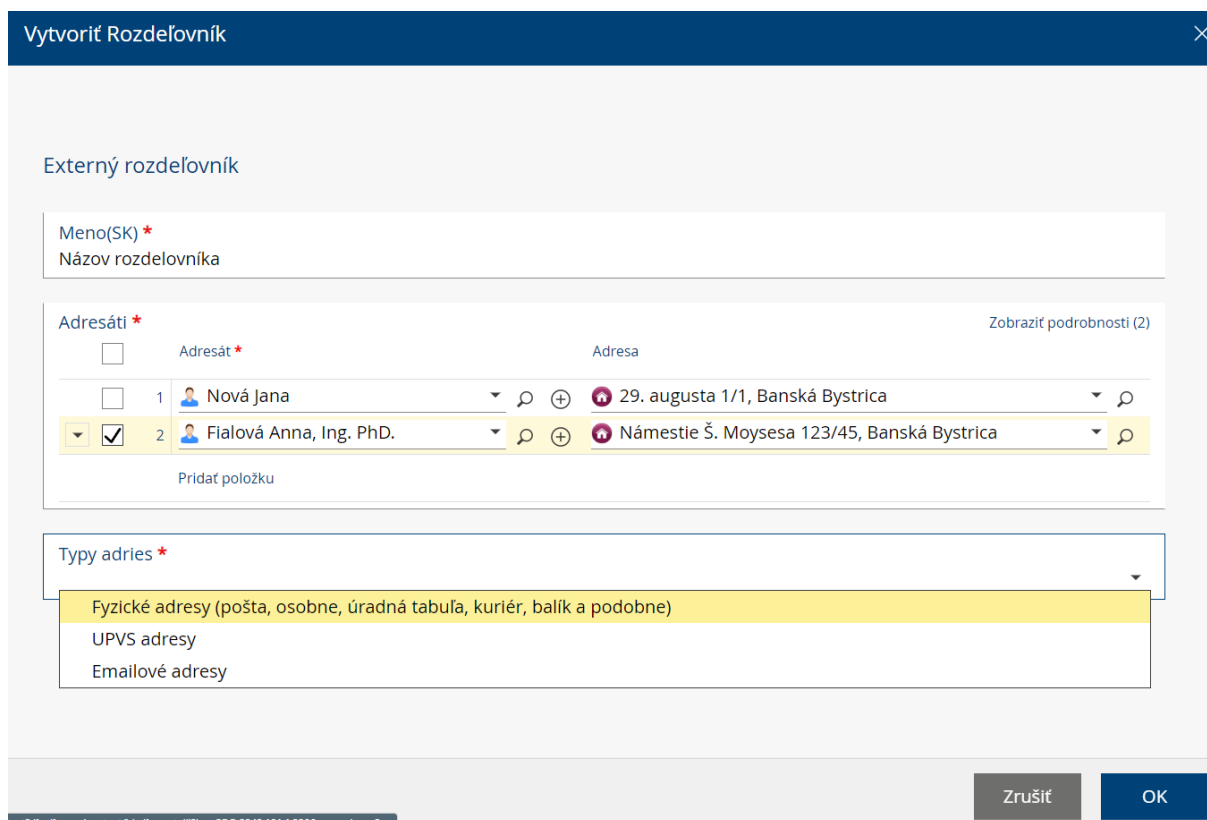 Vytvoriť Rozdeľovník
Externý rozdeľovník
Meno(SK) *
Názov rozdelovníka
Adresáti *
Zobraziť podrobnosti (2)
Adresát * Adresa
1 Nová Jana 29. augusta 1/1, Banská Bystrica
2 Fialová Anna, Ing. PhD. Námestie Š. Moysesa 123/45, Banská Bystrica
Pridať položku
Typy adries *
Fyzické adresy (pošta, osobne, úradná tabuľa, kuriér, balík a podobne)
UPVS adresy
Emailové adresy
Zrušiť OK